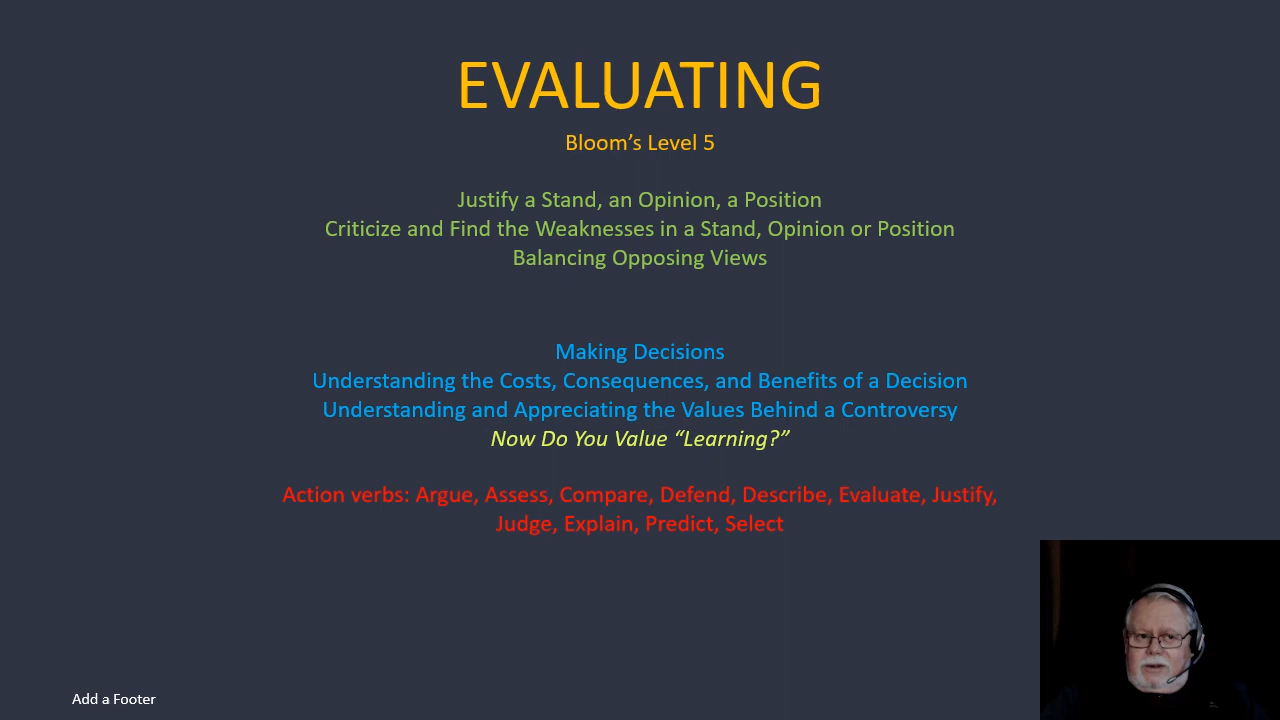 EVALUATING
Bloom’s Level 5
Justify a Stand, an Opinion, a Position
Criticize and Find the Weaknesses in a Stand, Opinion or Position
Balancing Opposing Views
Making Decisions
Understanding the Costs, Consequences, and Benefits of a Decision
Understanding and Appreciating the Values Behind a Controversy
Now Do You Value “Learning?”
Action verbs: Argue, Assess, Compare, Defend, Describe, Evaluate, Justify,
Judge, Explain, Predict, Select
Add a Footer